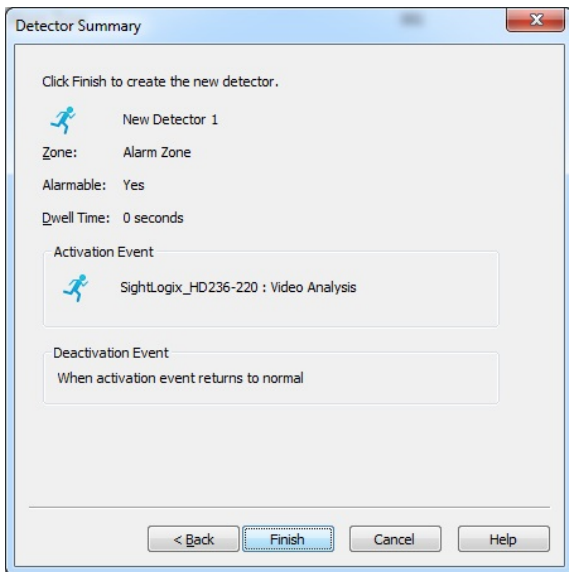 Detector Summary
Click Finish to create the new detector.
New Detector 1
Zone: Alarm Zone
Alarmable: Yes
Dwell Time: 0 seconds
Activation Event
SightLogix_HD236-220 : Video Analysis
Deactivation Event
When activation event returns to normal
< Back Finish Cancel Help